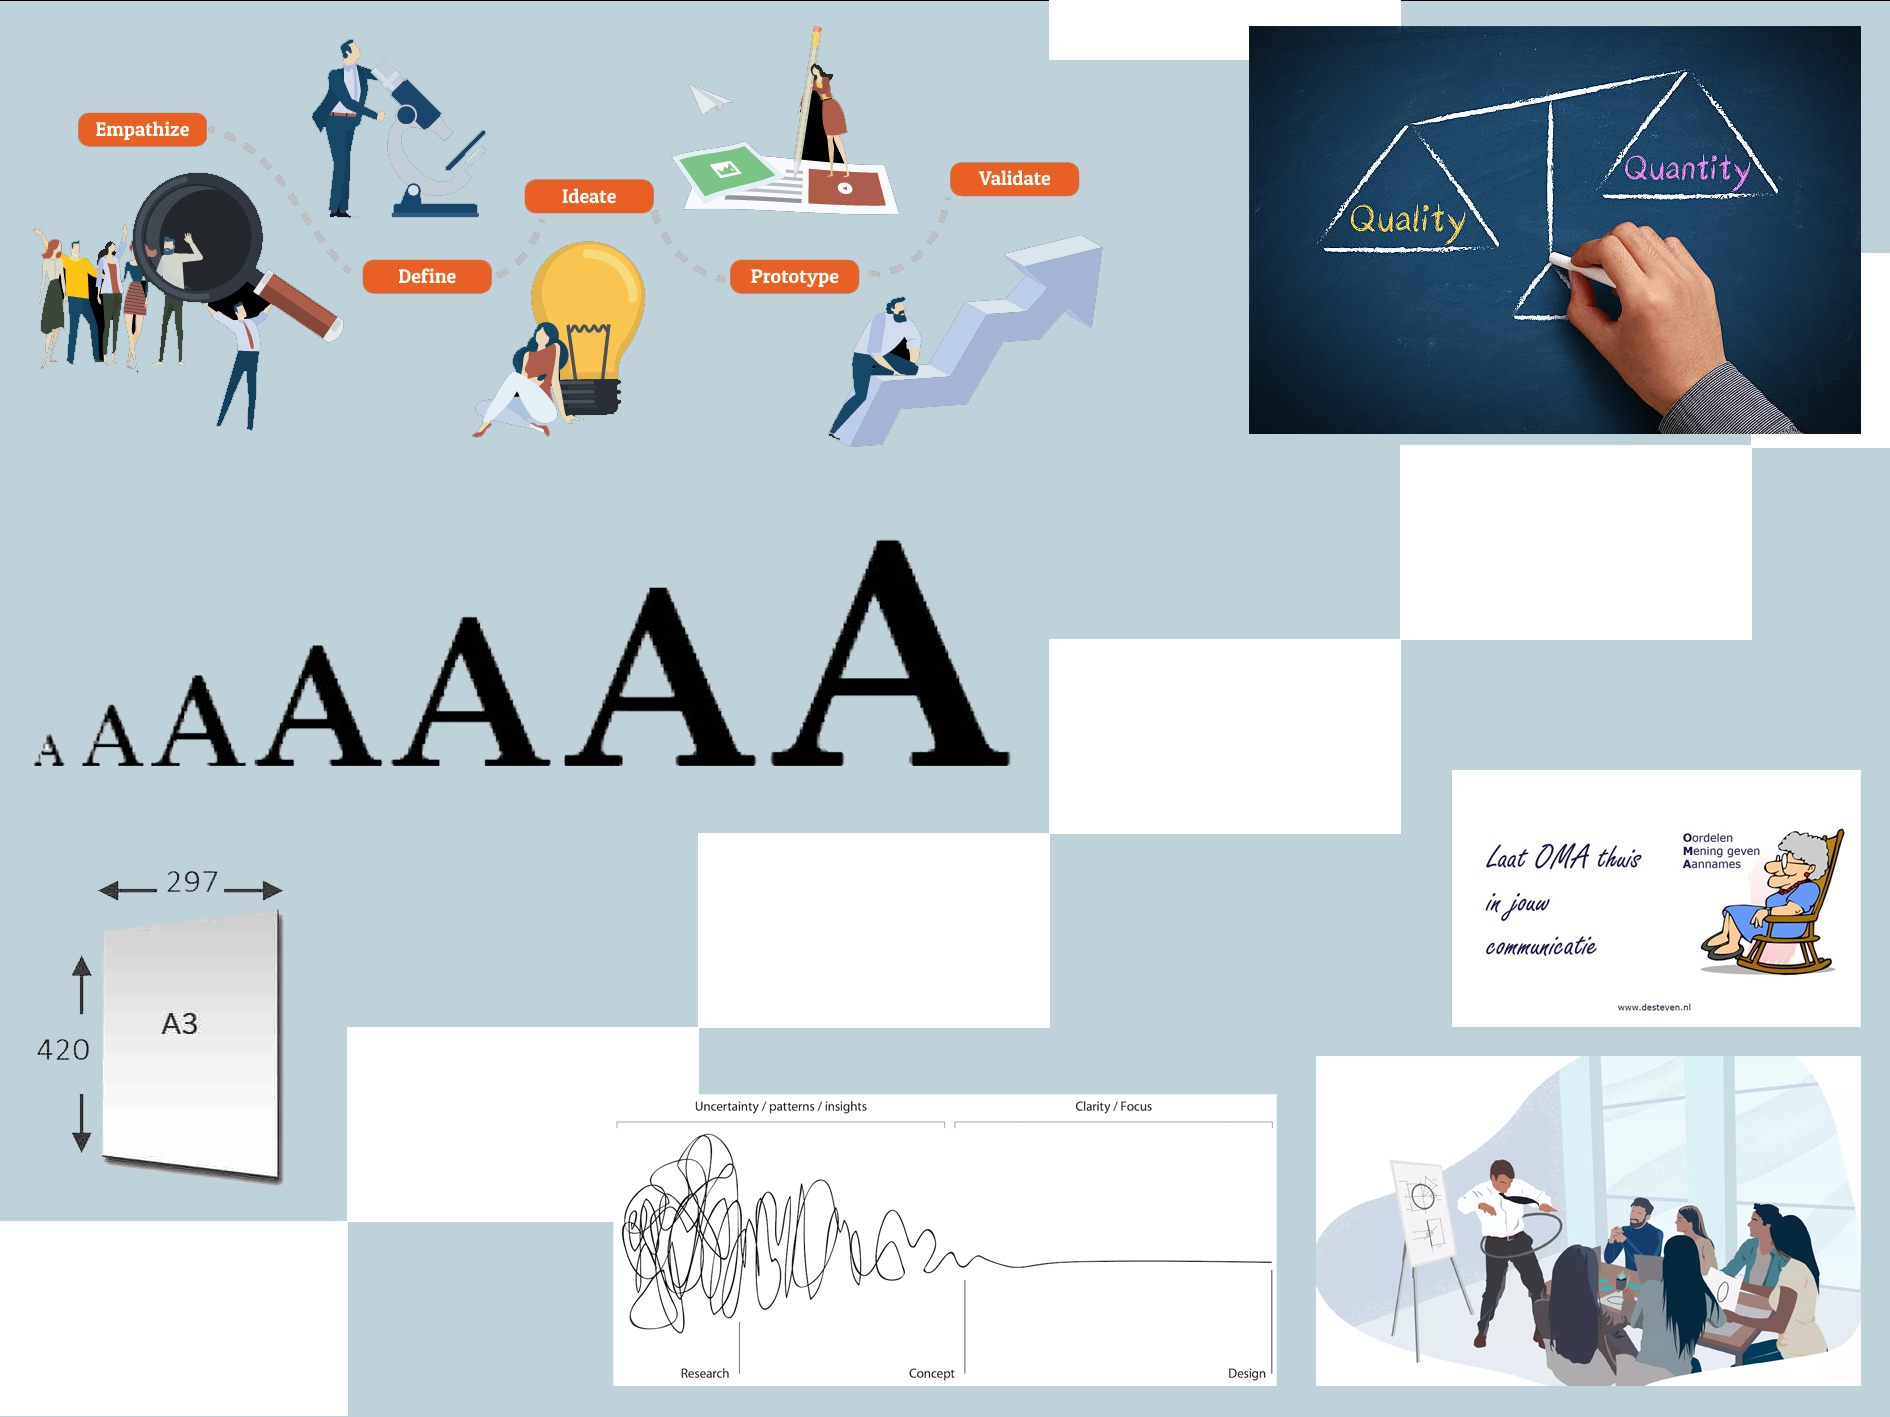 Empathize
Define
Ideate
Prototype
Validate
Quality
Quantity
A A A A A A A
297
420
A3
Laat OMA thuis
in jouw
communicatie
Oordelen
Mening geven
Aannames
www.desteven.nl
Uncertainty / patterns / insights
Clarity / Focus
Research
Concept
Design